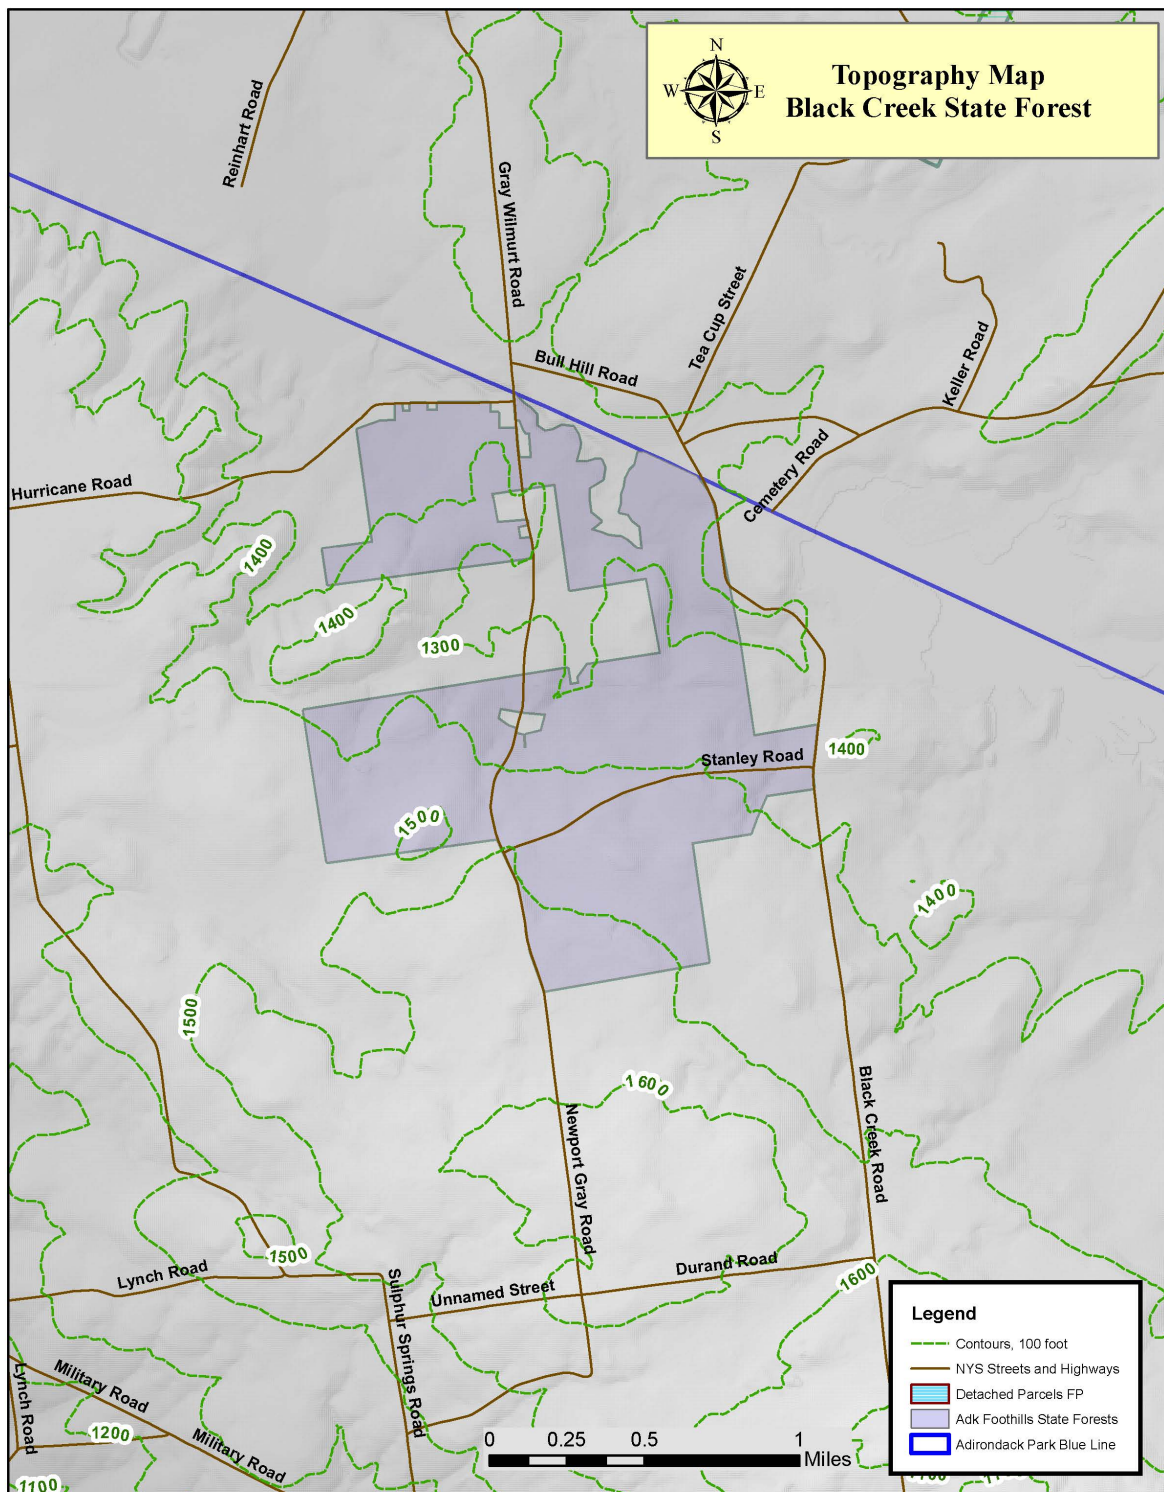 N
W
E
S
Topography Map
Black Creek State Forest
Reinhart Road
Gray Wilmurt Road
Tea Cup Street
Bull Hill Road
Keller Road
Cemetery Road
Hurricane Road
1400
1400
1300
Stanley Road
1400
1500
1400
1500
1600
Black Creek Road
Newport Gray Road
1500
Lynch Road
Durand Road
1600
Unnamed Street
Sulphur Springs Road
Military Road
Lynch Road
1200
Military Road
1100
Legend
Contours, 100 foot
NYS Streets and Highways
Detached Parcels FP
Adk Foothills State Forests
Adirondack Park Blue Line
0 0.25 0.5 1
Miles